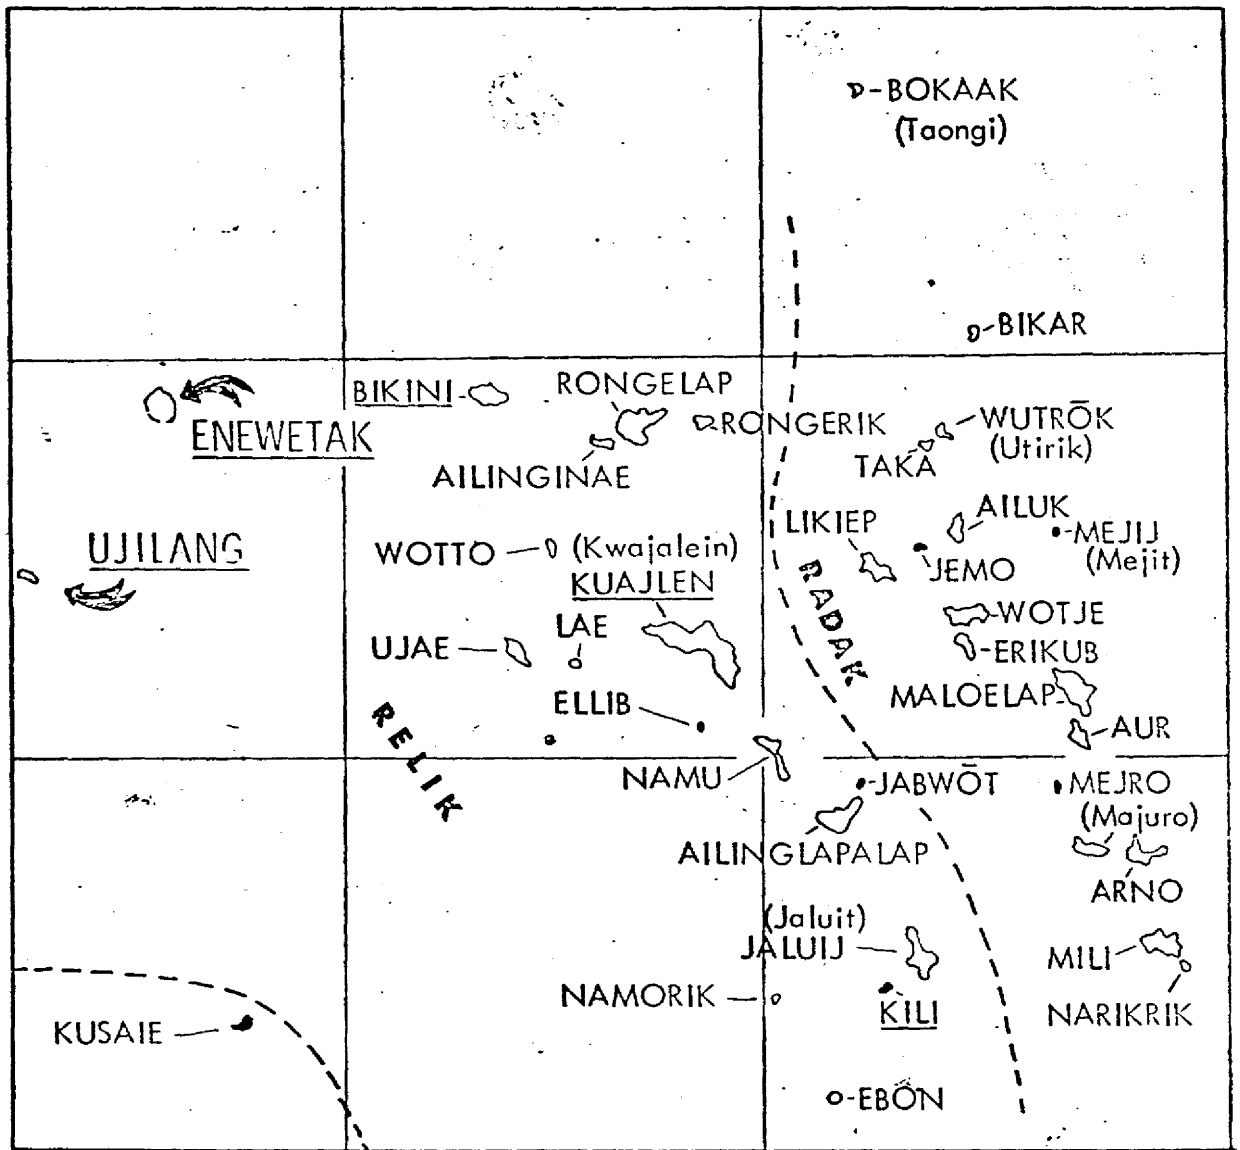 BOKAAK
(Taongi)
BIKAR
BIKINI
RONGELAP
RONGERIK
WUTRŌK
(Utirik)
ENEWETAK
AILINGINAE
TAKA
LIKIEP
AILUK
MEJIJ
(Mejit)
UJILANG
WOTTO
(Kwajalein)
KUAJLEN
JEMO
RADAK
WOTJE
UJAE
LAE
ERIKUB
MALOELAP
ELLIB
AUR
RELIK
NAMU
JABWŌT
MEJRO
(Majuro)
AILINGLAPALAP
ARNO
(Jaluit)
JALUIJ
MILI
NAMORIK
KILI
NARIKRIK
KUSAIE
EBŌN